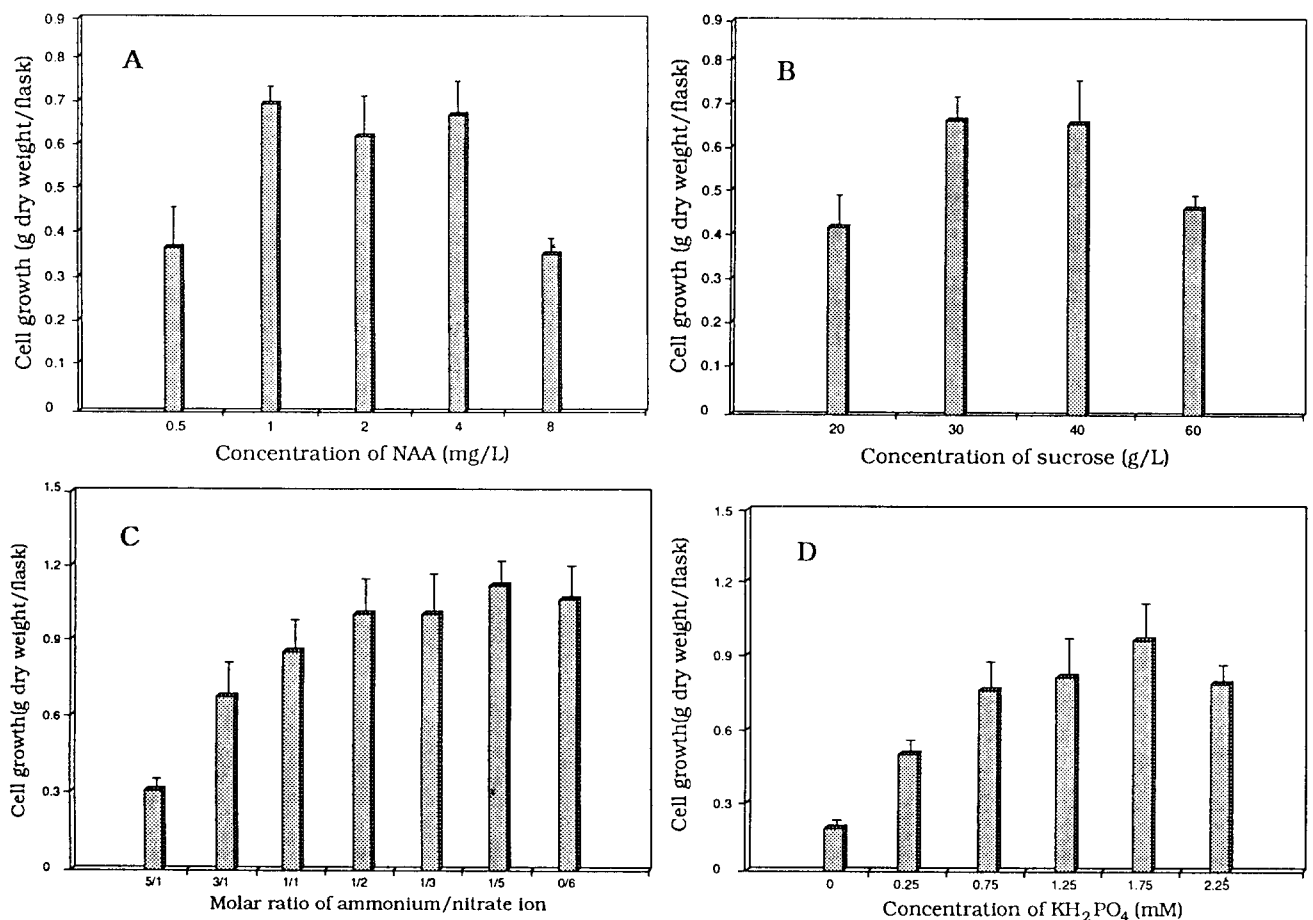 A
Cell growth (g dry weight/flask)
0.9
0.8
0.7
0.6
0.5
0.4
0.3
0.2
0.1
0
0.5 1 2 4 8
Concentration of NAA (mg/L)
B
Cell growth (g dry weight/flask)
0.9
0.8
0.7
0.6
0.5
0.4
0.3
0.2
0.1
0
20 30 40 60
Concentration of sucrose (g/L)
C
Cell growth(g dry weight/flask)
1.5
1.2
0.9
0.6
0.3
0
5/1 3/1 1/1 1/2 1/3 1/5 0/6
Molar ratio of ammonium/nitrate ion
D
Cell growth(g dry weight/flask)
1.5
1.2
0.9
0.6
0.3
0
0 0.25 0.75 1.25 1.75 2.25
Concentration of KH₂PO₄ (mM)